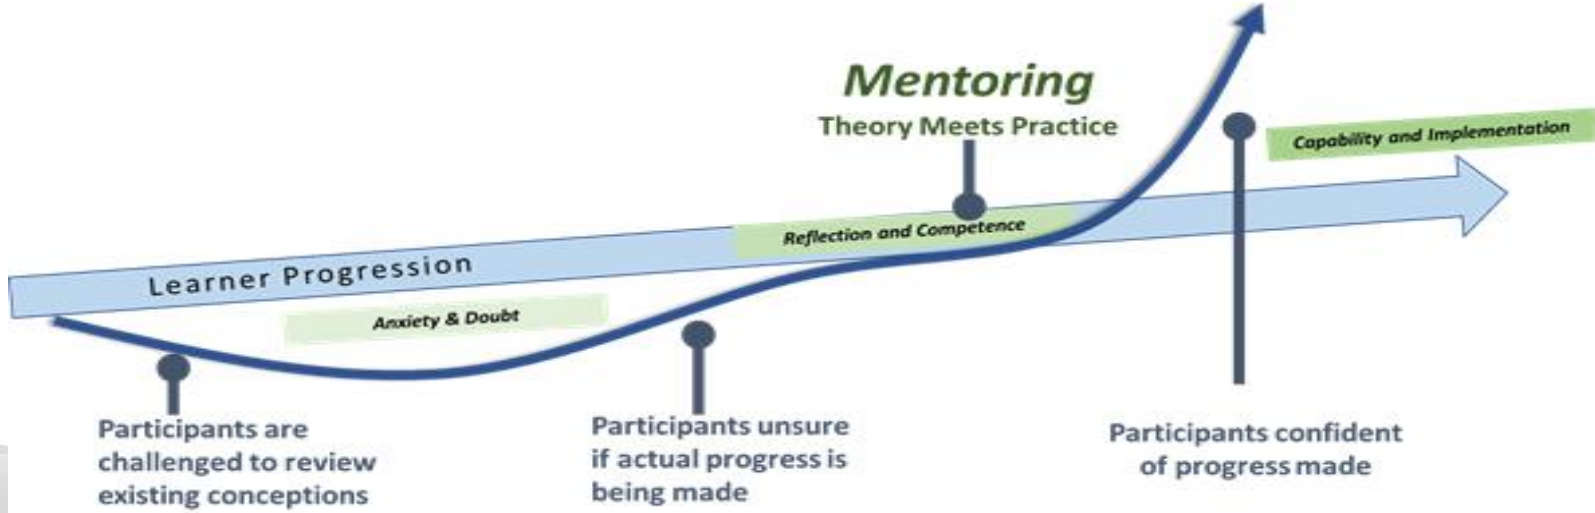 Mentoring
Theory Meets Practice
Capability and Implementation
Reflection and Competence
Learner Progression
Anxiety & Doubt
Participants are
challenged to review
existing conceptions
Participants unsure
if actual progress is
being made
Participants confident
of progress made